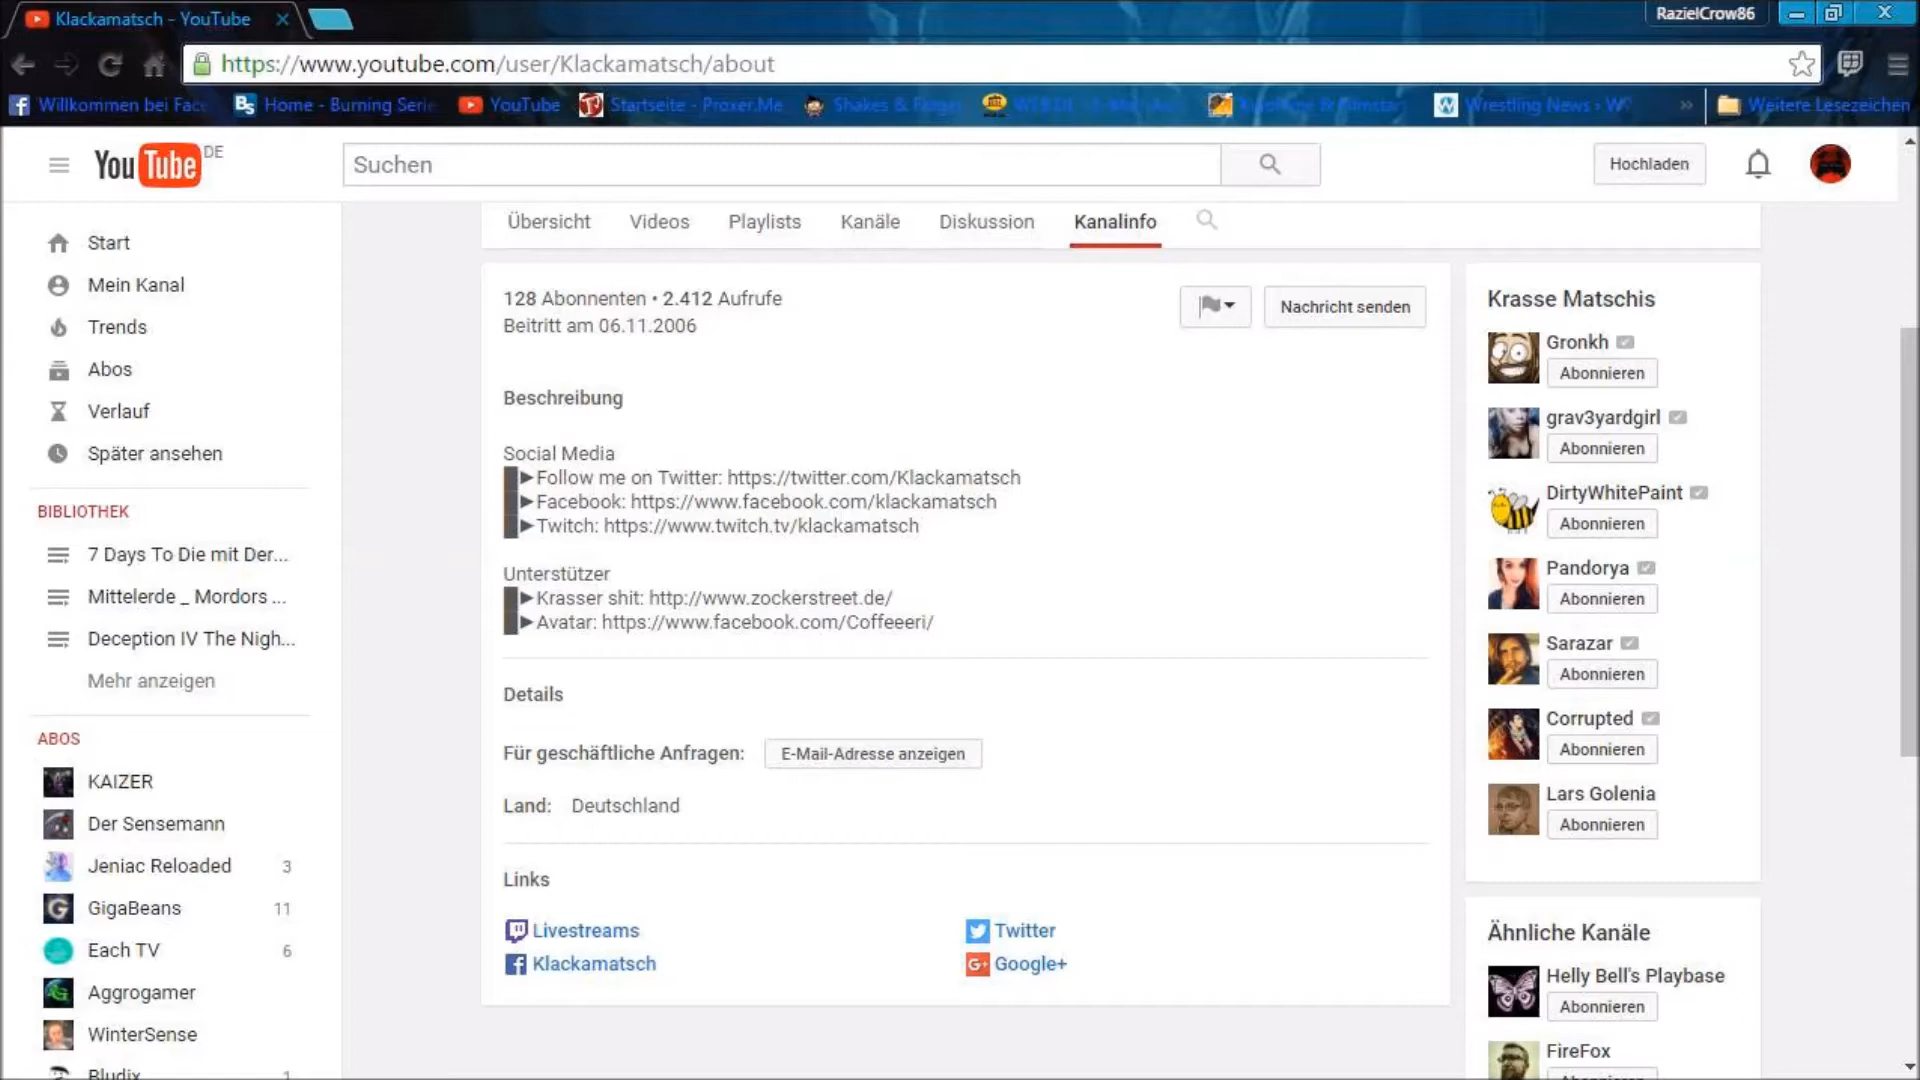 Klackamatsch - YouTube
RazielCrow86
https://www.youtube.com/user/Klackamatsch/about
Willkommen bei Face
Home - Burning Serie
YouTube
Startseite - Proxer.Me
Shakes &
Wrestling News › W
»
Weitere Lesezeichen
YouTube DE
Suchen
Hochladen
Übersicht Videos Playlists Kanäle Diskussion Kanalinfo
Start
Mein Kanal
Trends
Abos
Verlauf
Später ansehen
BIBLIOTHEK
7 Days To Die mit Der...
Mittelerde _ Mordors ...
Deception IV The Nigh...
Mehr anzeigen
ABOS
KAIZER
Der Sensemann
Jeniac Reloaded 3
GigaBeans 11
Each TV 6
Aggrogamer
WinterSense
Bludix 1
128 Abonnenten • 2.412 Aufrufe
Beitritt am 06.11.2006
Nachricht senden
Beschreibung
Social Media
►Follow me on Twitter: https://twitter.com/Klackamatsch
►Facebook: https://www.facebook.com/klackamatsch
►Twitch: https://www.twitch.tv/klackamatsch
Unterstützer
►Krasser shit: http://www.zockerstreet.de/
►Avatar: https://www.facebook.com/Coffeeeri/
Details
Für geschäftliche Anfragen: E-Mail-Adresse anzeigen
Land: Deutschland
Links
Livestreams
Twitter
Klackamatsch
Google+
Krasse Matschis
Gronkh
Abonnieren
grav3yardgirl
Abonnieren
DirtyWhitePaint
Abonnieren
Pandorya
Abonnieren
Sarazar
Abonnieren
Corrupted
Abonnieren
Lars Golenia
Abonnieren
Ähnliche Kanäle
Helly Bell's Playbase
Abonnieren
FireFox